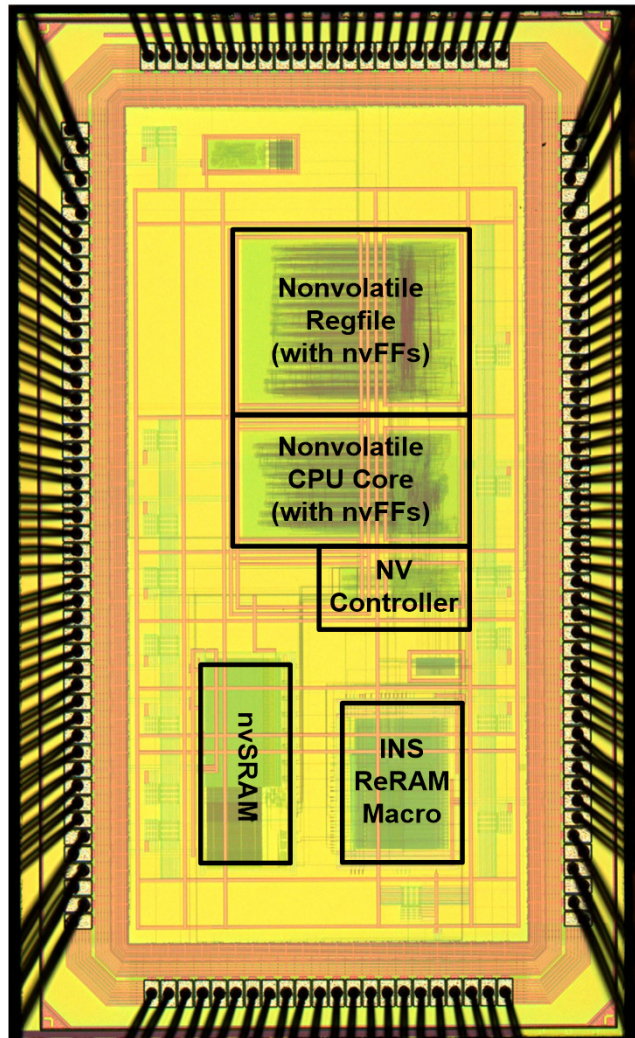 Nonvolatile
Regfile
(with nvFFs)
Nonvolatile
CPU Core
(with nvFFs)
NV
Controller
nvSRAM
INS
ReRAM
Macro